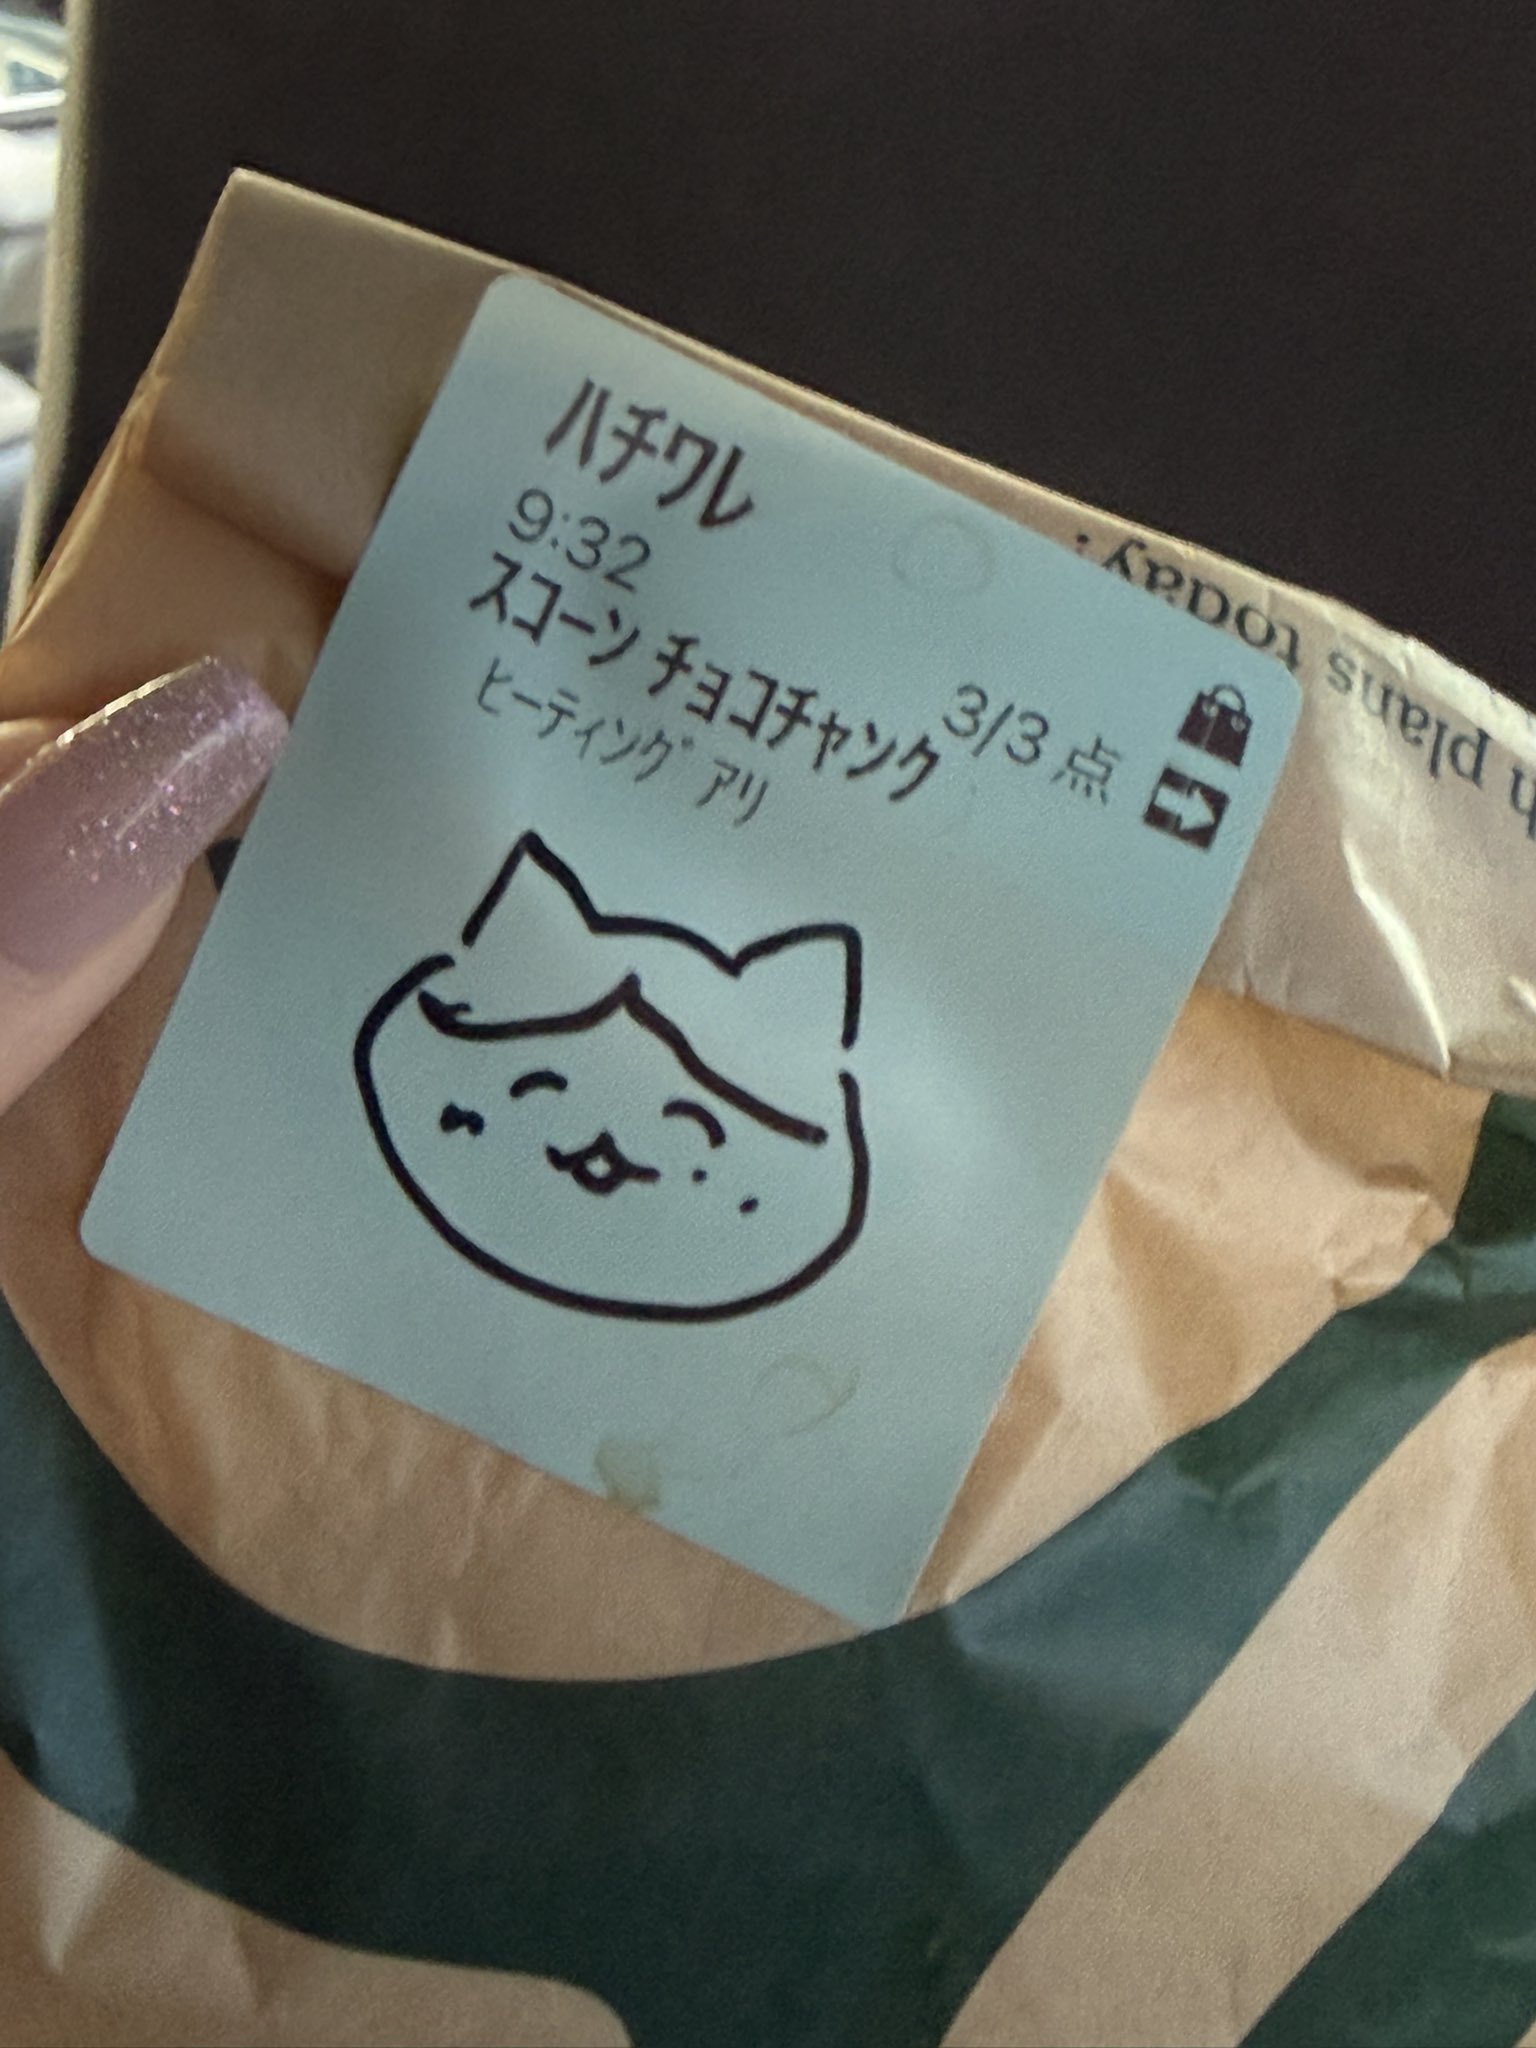 ハチワレ
9:32
3/3 点
スコーン チョコチャンク
ヒーティング アリ
plans today?